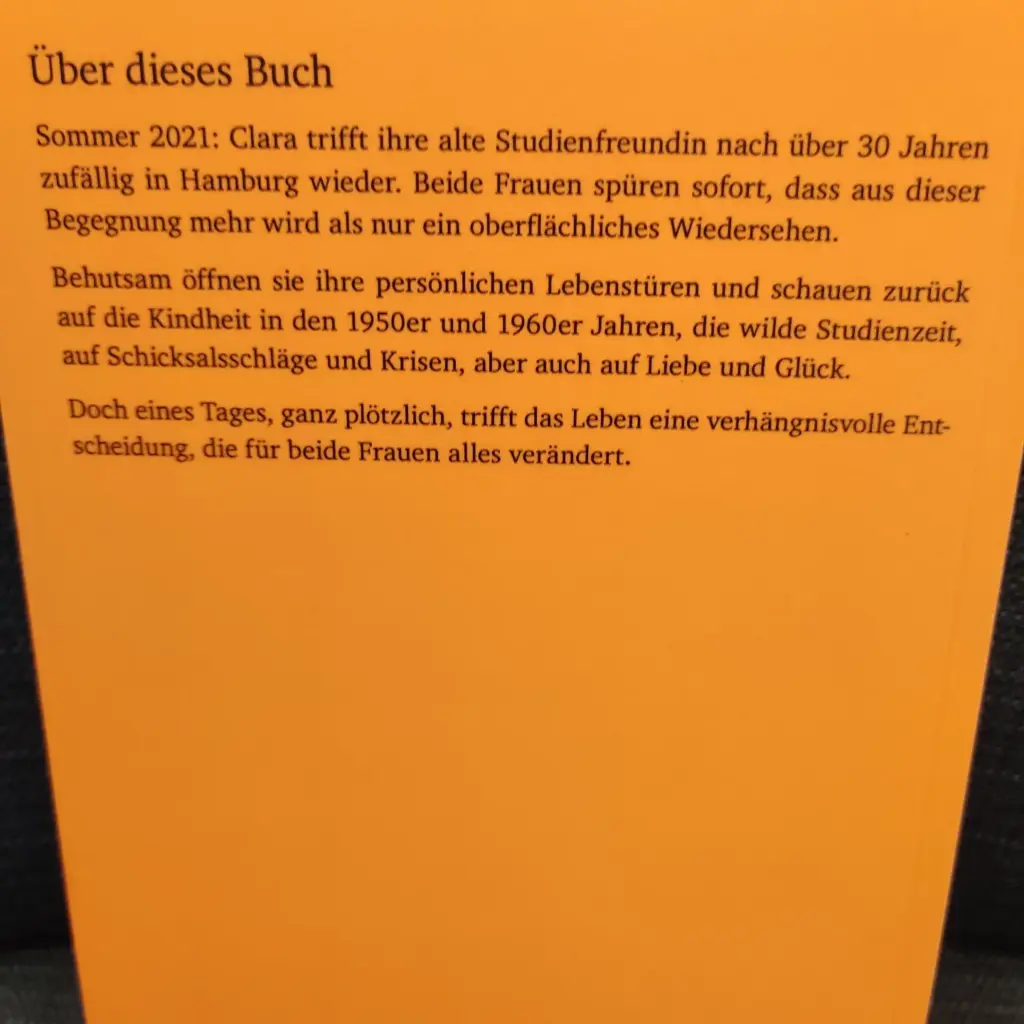 Über dieses Buch
Sommer 2021: Clara trifft ihre alte Studienfreundin nach über 30 Jahren
zufällig in Hamburg wieder. Beide Frauen spüren sofort, dass aus dieser
Begegnung mehr wird als nur ein oberflächliches Wiedersehen.
Behutsam öffnen sie ihre persönlichen Lebenstüren und schauen zurück
auf die Kindheit in den 1950er und 1960er Jahren, die wilde Studienzeit,
auf Schicksalsschläge und Krisen, aber auch auf Liebe und Glück.
Doch eines Tages, ganz plötzlich, trifft das Leben eine verhängnisvolle Ent-
scheidung, die für beide Frauen alles verändert.